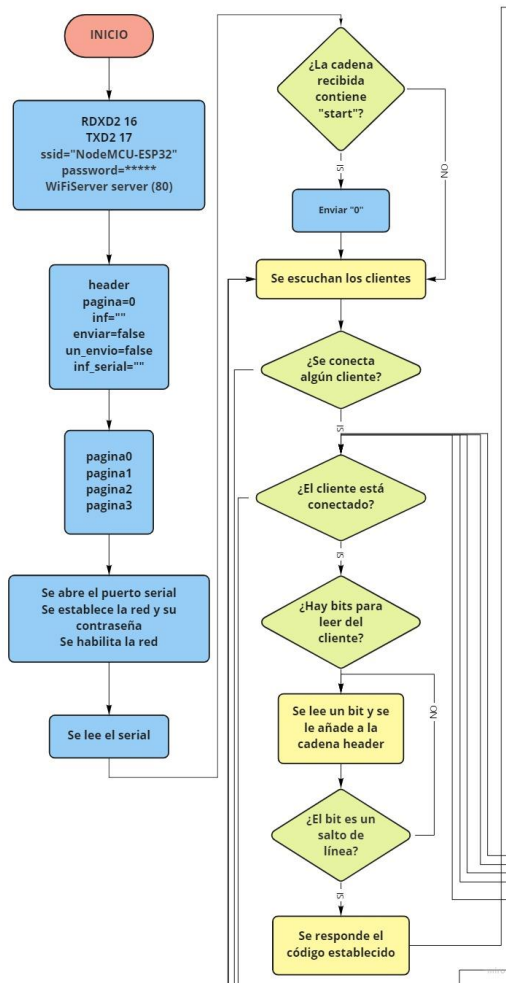 INICIO
RDXD2 16
TXD2 17
ssid="NodeMCU-ESP32"
password=*****
WiFiServer server (80)
header
pagina=0
inf=""
enviar=false
un_envio=false
inf_serial=""
pagina0
pagina1
pagina2
pagina3
Se abre el puerto serial
Se establece la red y su
contraseña
Se habilita la red
Se lee el serial
¿La cadena
recibida
contiene
"start"?
SI
NO
Enviar "0"
Se escuchan los clientes
¿Se conecta
algún cliente?
SI
¿El cliente está
conectado?
SI
¿Hay bits para
leer del
cliente?
Se lee un bit y se
le añade a la
cadena header
NO
¿El bit es un
salto de
línea?
SI
Se responde el
código establecido
miro